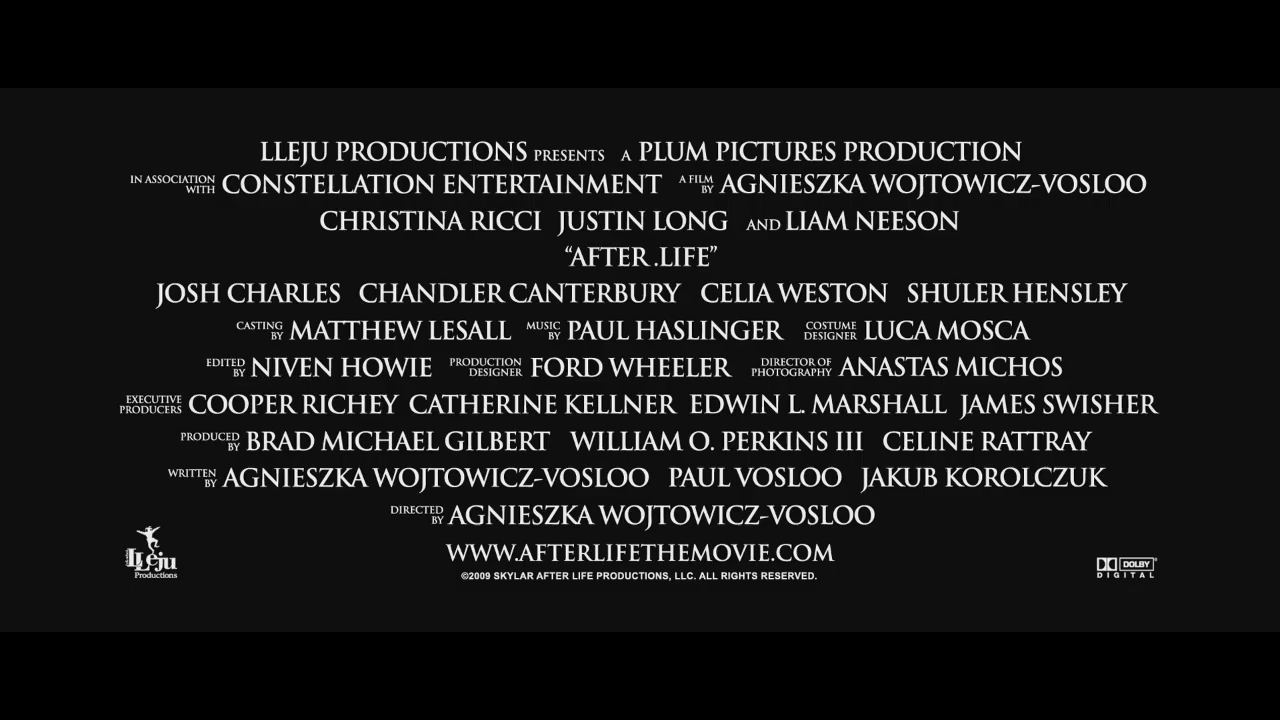 LLEJU PRODUCTIONS PRESENTS A PLUM PICTURES PRODUCTION
IN ASSOCIATION WITH CONSTELLATION ENTERTAINMENT A FILM BY AGNIESZKA WOJTOWICZ-VOSLOO
CHRISTINA RICCI JUSTIN LONG AND LIAM NEESON
“AFTER.LIFE”
JOSH CHARLES CHANDLER CANTERBURY CELIA WESTON SHULER HENSLEY
CASTING BY MATTHEW LESALL MUSIC BY PAUL HASLINGER COSTUME DESIGNER LUCA MOSCA
EDITED BY NIVEN HOWIE PRODUCTION DESIGNER FORD WHEELER DIRECTOR OF PHOTOGRAPHY ANASTAS MICHOS
EXECUTIVE PRODUCERS COOPER RICHEY CATHERINE KELLNER EDWIN L. MARSHALL JAMES SWISHER
PRODUCED BY BRAD MICHAEL GILBERT WILLIAM O. PERKINS III CELINE RATTRAY
WRITTEN BY AGNIESZKA WOJTOWICZ-VOSLOO PAUL VOSLOO JAKUB KOROLCZUK
DIRECTED BY AGNIESZKA WOJTOWICZ-VOSLOO
WWW.AFTERLIFETHEMOVIE.COM
©2009 SKYLAR AFTER LIFE PRODUCTIONS, LLC. ALL RIGHTS RESERVED.
LLeju
Productions
DOLBY
DIGITAL